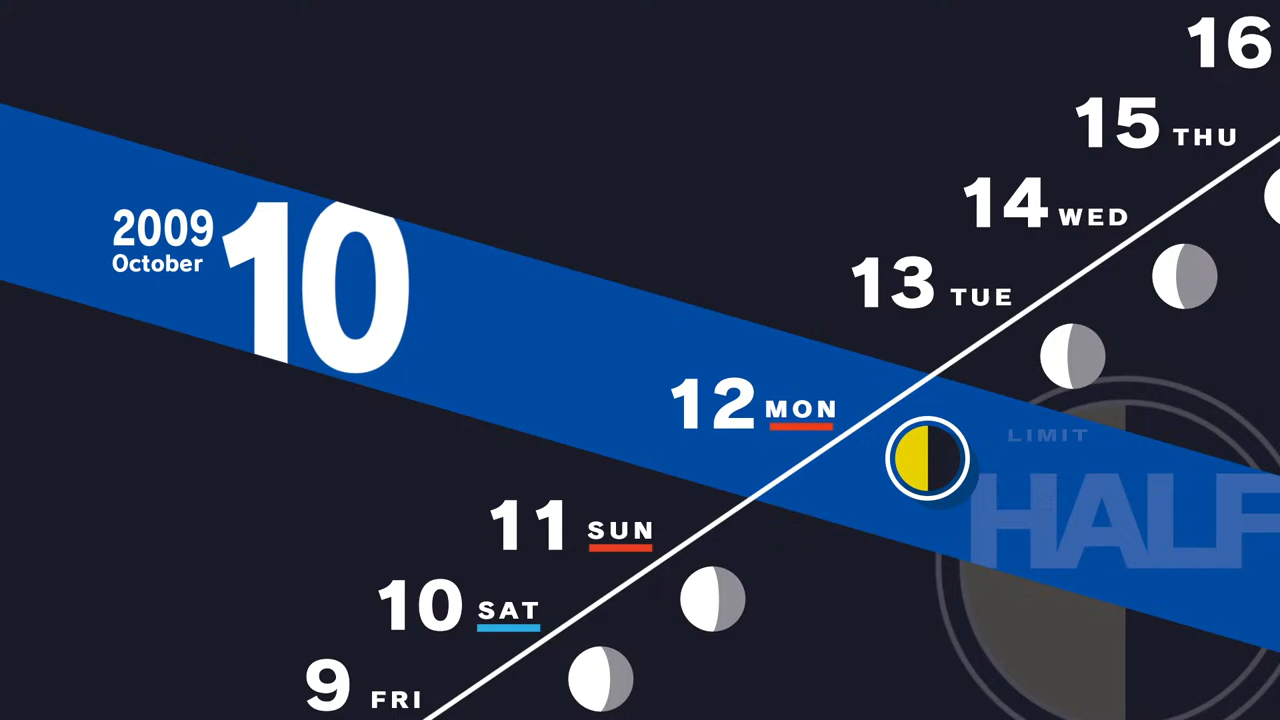 16
15 THU
14 WED
2009
October
10
13 TUE
12 MON
LIMIT
HALF
11 SUN
10 SAT
9 FRI